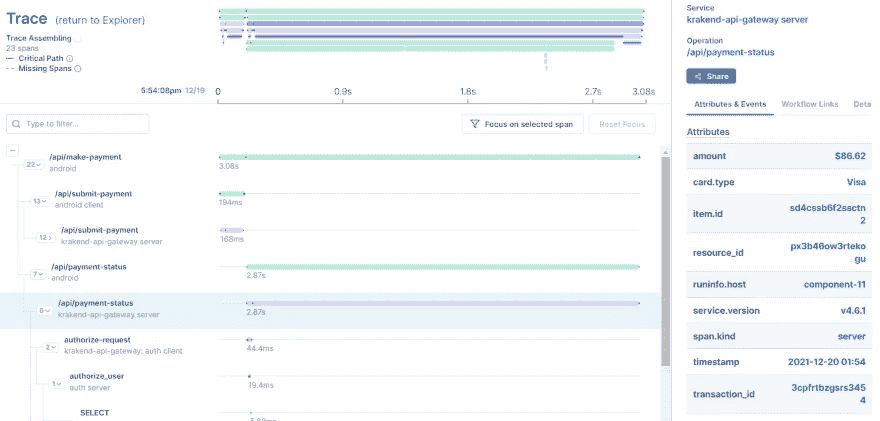 Trace (return to Explorer)
Trace Assembling
23 spans
Critical Path
Missing Spans
5:54:08pm 12/19
0 0.9s 1.8s 2.7s 3.08s
Type to filter...
Focus on selected span
Reset Focus
22
/api/make-payment
android
3.08s
13
/api/submit-payment
android client
194ms
12
/api/submit-payment
krakend-api-gateway server
168ms
7
/api/payment-status
android
2.87s
6
/api/payment-status
krakend-api-gateway server
2.87s
2
authorize-request
krakend-api-gateway: auth client
44.4ms
1
authorize_user
auth server
19.4ms
SELECT
Service
krakend-api-gateway server
Operation
/api/payment-status
Share
Attributes & Events Workflow Links Deta
Attributes
amount $86.62
card.type Visa
item.id sd4cssb6f2ssctn
2
resource_id px3b46ow3rteko
gu
runinfo.host component-11
service.version v4.6.1
span.kind server
timestamp 2021-12-20 01:54
transaction_id 3cpfrtbzgsrs345
4